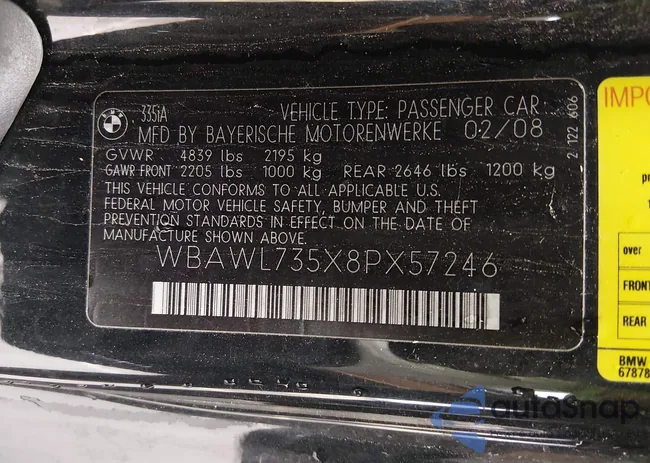 BMW
335iA
VEHICLE TYPE: PASSENGER CAR
MFD BY BAYERISCHE MOTORENWERKE 02/08
GVWR 4839 lbs 2195 kg
GAWR FRONT 2205 lbs 1000 kg REAR 2646 lbs 1200 kg
THIS VEHICLE CONFORMS TO ALL APPLICABLE U.S.
FEDERAL MOTOR VEHICLE SAFETY, BUMPER AND THEFT
PREVENTION STANDARDS IN EFFECT ON THE DATE OF
MANUFACTURE SHOWN ABOVE.
WBAWL735X8PX57246
2 122 606
IMPO
po
1
over
FRONT
REAR
BMW
67878
autoSnap